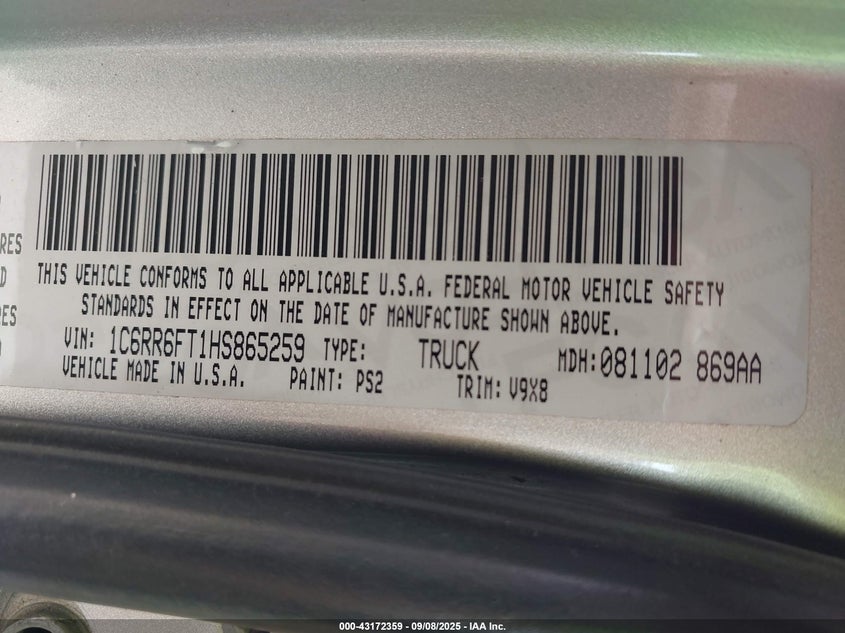 RES
D
RES
THIS VEHICLE CONFORMS TO ALL APPLICABLE U.S.A. FEDERAL MOTOR VEHICLE SAFETY
STANDARDS IN EFFECT ON THE DATE OF MANUFACTURE SHOWN ABOVE.
VIN: 1C6RR6FT1HS865259 TYPE: TRUCK MDH:081102 869AA
VEHICLE MADE IN U.S.A. PAINT: PS2 TRIM: V9X8
000-43172359 - 09/08/2025 - IAA Inc.